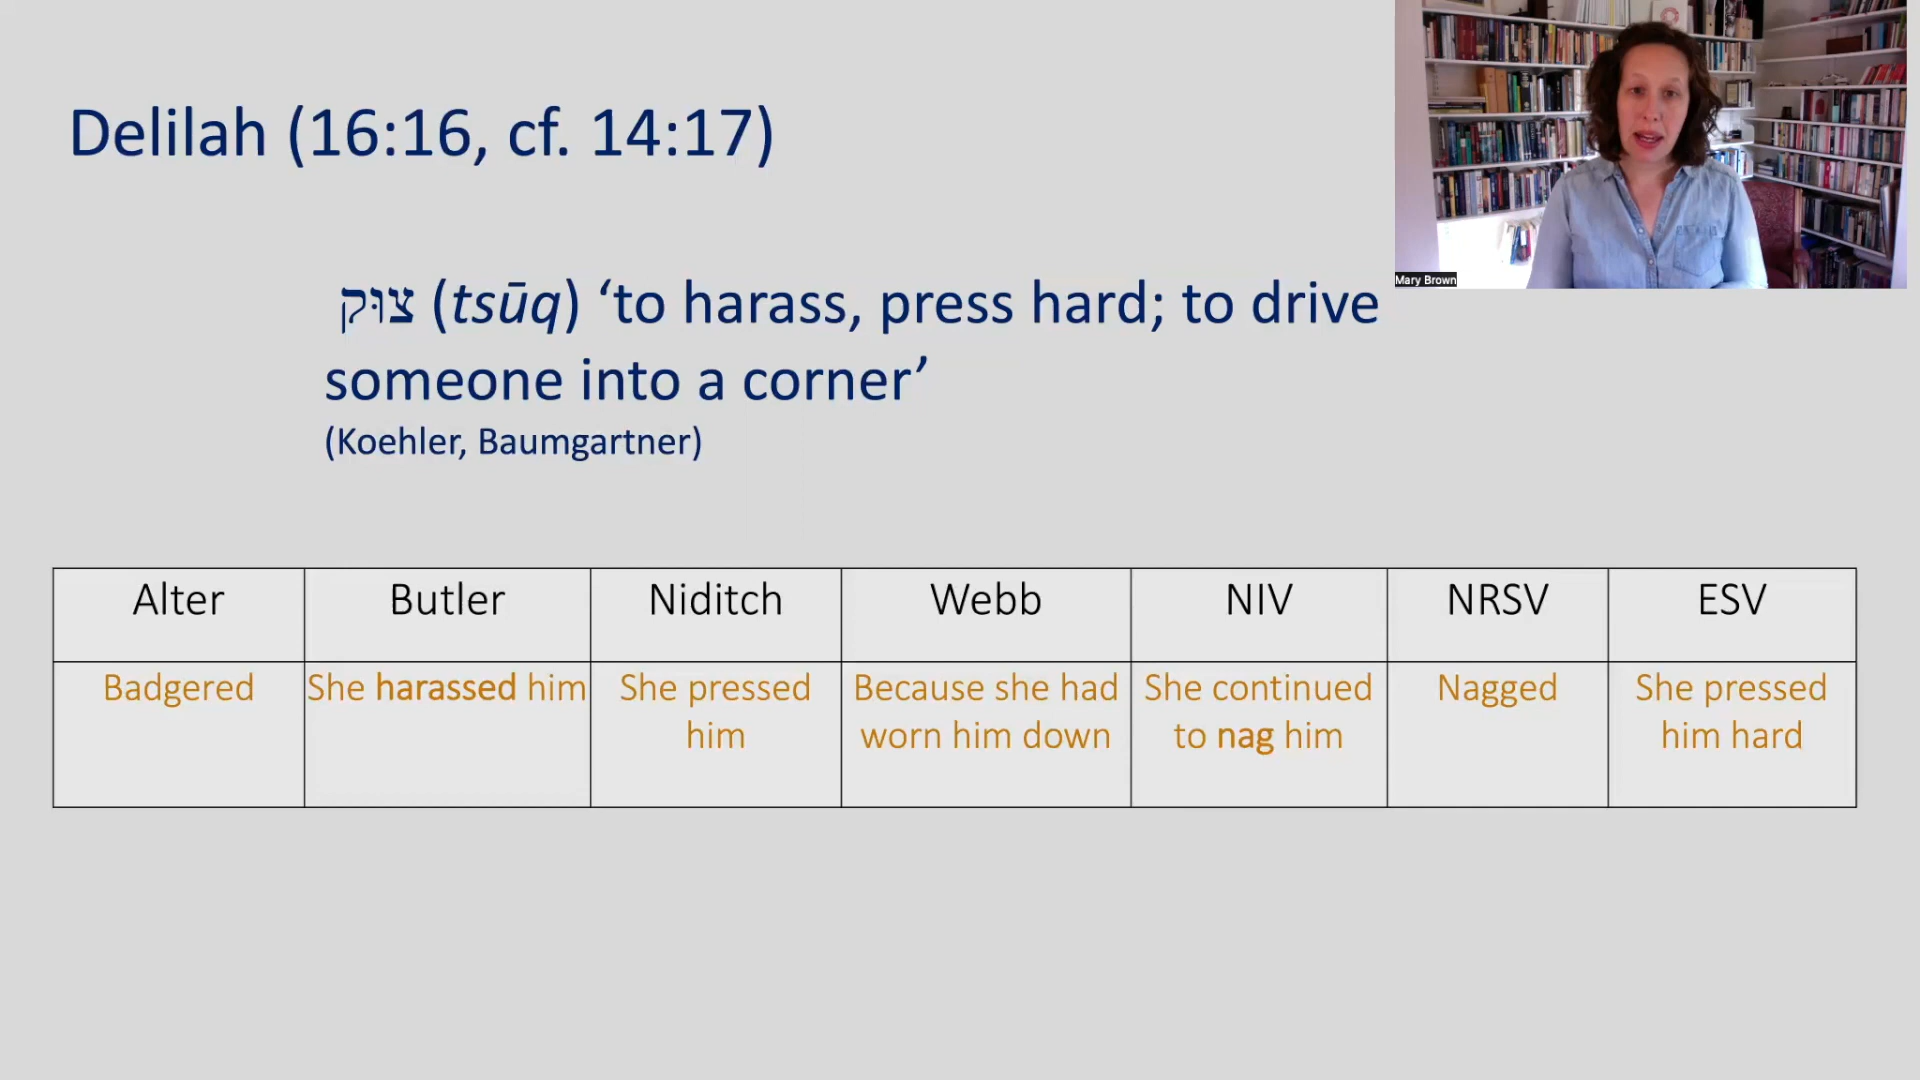 Delilah (16:16, cf. 14:17)
צוּק (tsūq) ‘to harass, press hard; to drive
someone into a corner’
(Koehler, Baumgartner)
Mary Brown
Alter Butler Niditch Webb NIV NRSV ESV
Badgered
She harassed him
She pressed
him
Because she had
worn him down
She continued
to nag him
Nagged
She pressed
him hard